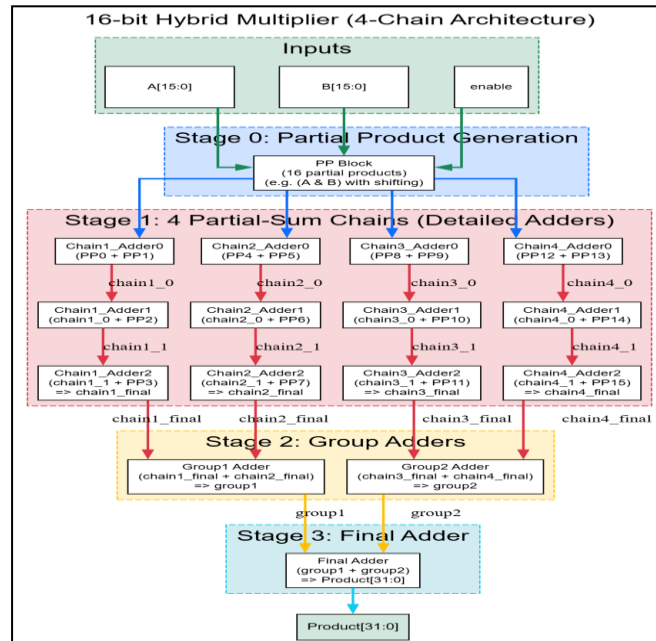 16-bit Hybrid Multiplier (4-Chain Architecture)
Inputs
A[15:0]
B[15:0]
enable
Stage 0: Partial Product Generation
PP Block
(16 partial products)
(e.g. (A & B) with shifting)
Stage 1: 4 Partial-Sum Chains (Detailed Adders)
Chain1_Adder0
(PP0 + PP1)
Chain2_Adder0
(PP4 + PP5)
Chain3_Adder0
(PP8 + PP9)
Chain4_Adder0
(PP12 + PP13)
chain1_0
chain2_0
chain3_0
chain4_0
Chain1_Adder1
(chain1_0 + PP2)
Chain2_Adder1
(chain2_0 + PP6)
Chain3_Adder1
(chain3_0 + PP10)
Chain4_Adder1
(chain4_0 + PP14)
chain1_1
chain2_1
chain3_1
chain4_1
Chain1_Adder2
(chain1_1 + PP3)
=> chain1_final
Chain2_Adder2
(chain2_1 + PP7)
=> chain2_final
Chain3_Adder2
(chain3_1 + PP11)
=> chain3_final
Chain4_Adder2
(chain4_1 + PP15)
=> chain4_final
chain1_final
chain2_final
chain3_final
chain4_final
Stage 2: Group Adders
Group1 Adder
(chain1_final + chain2_final)
=> group1
Group2 Adder
(chain3_final + chain4_final)
=> group2
group1
group2
Stage 3: Final Adder
Final Adder
(group1 + group2)
=> Product[31:0]
Product[31:0]